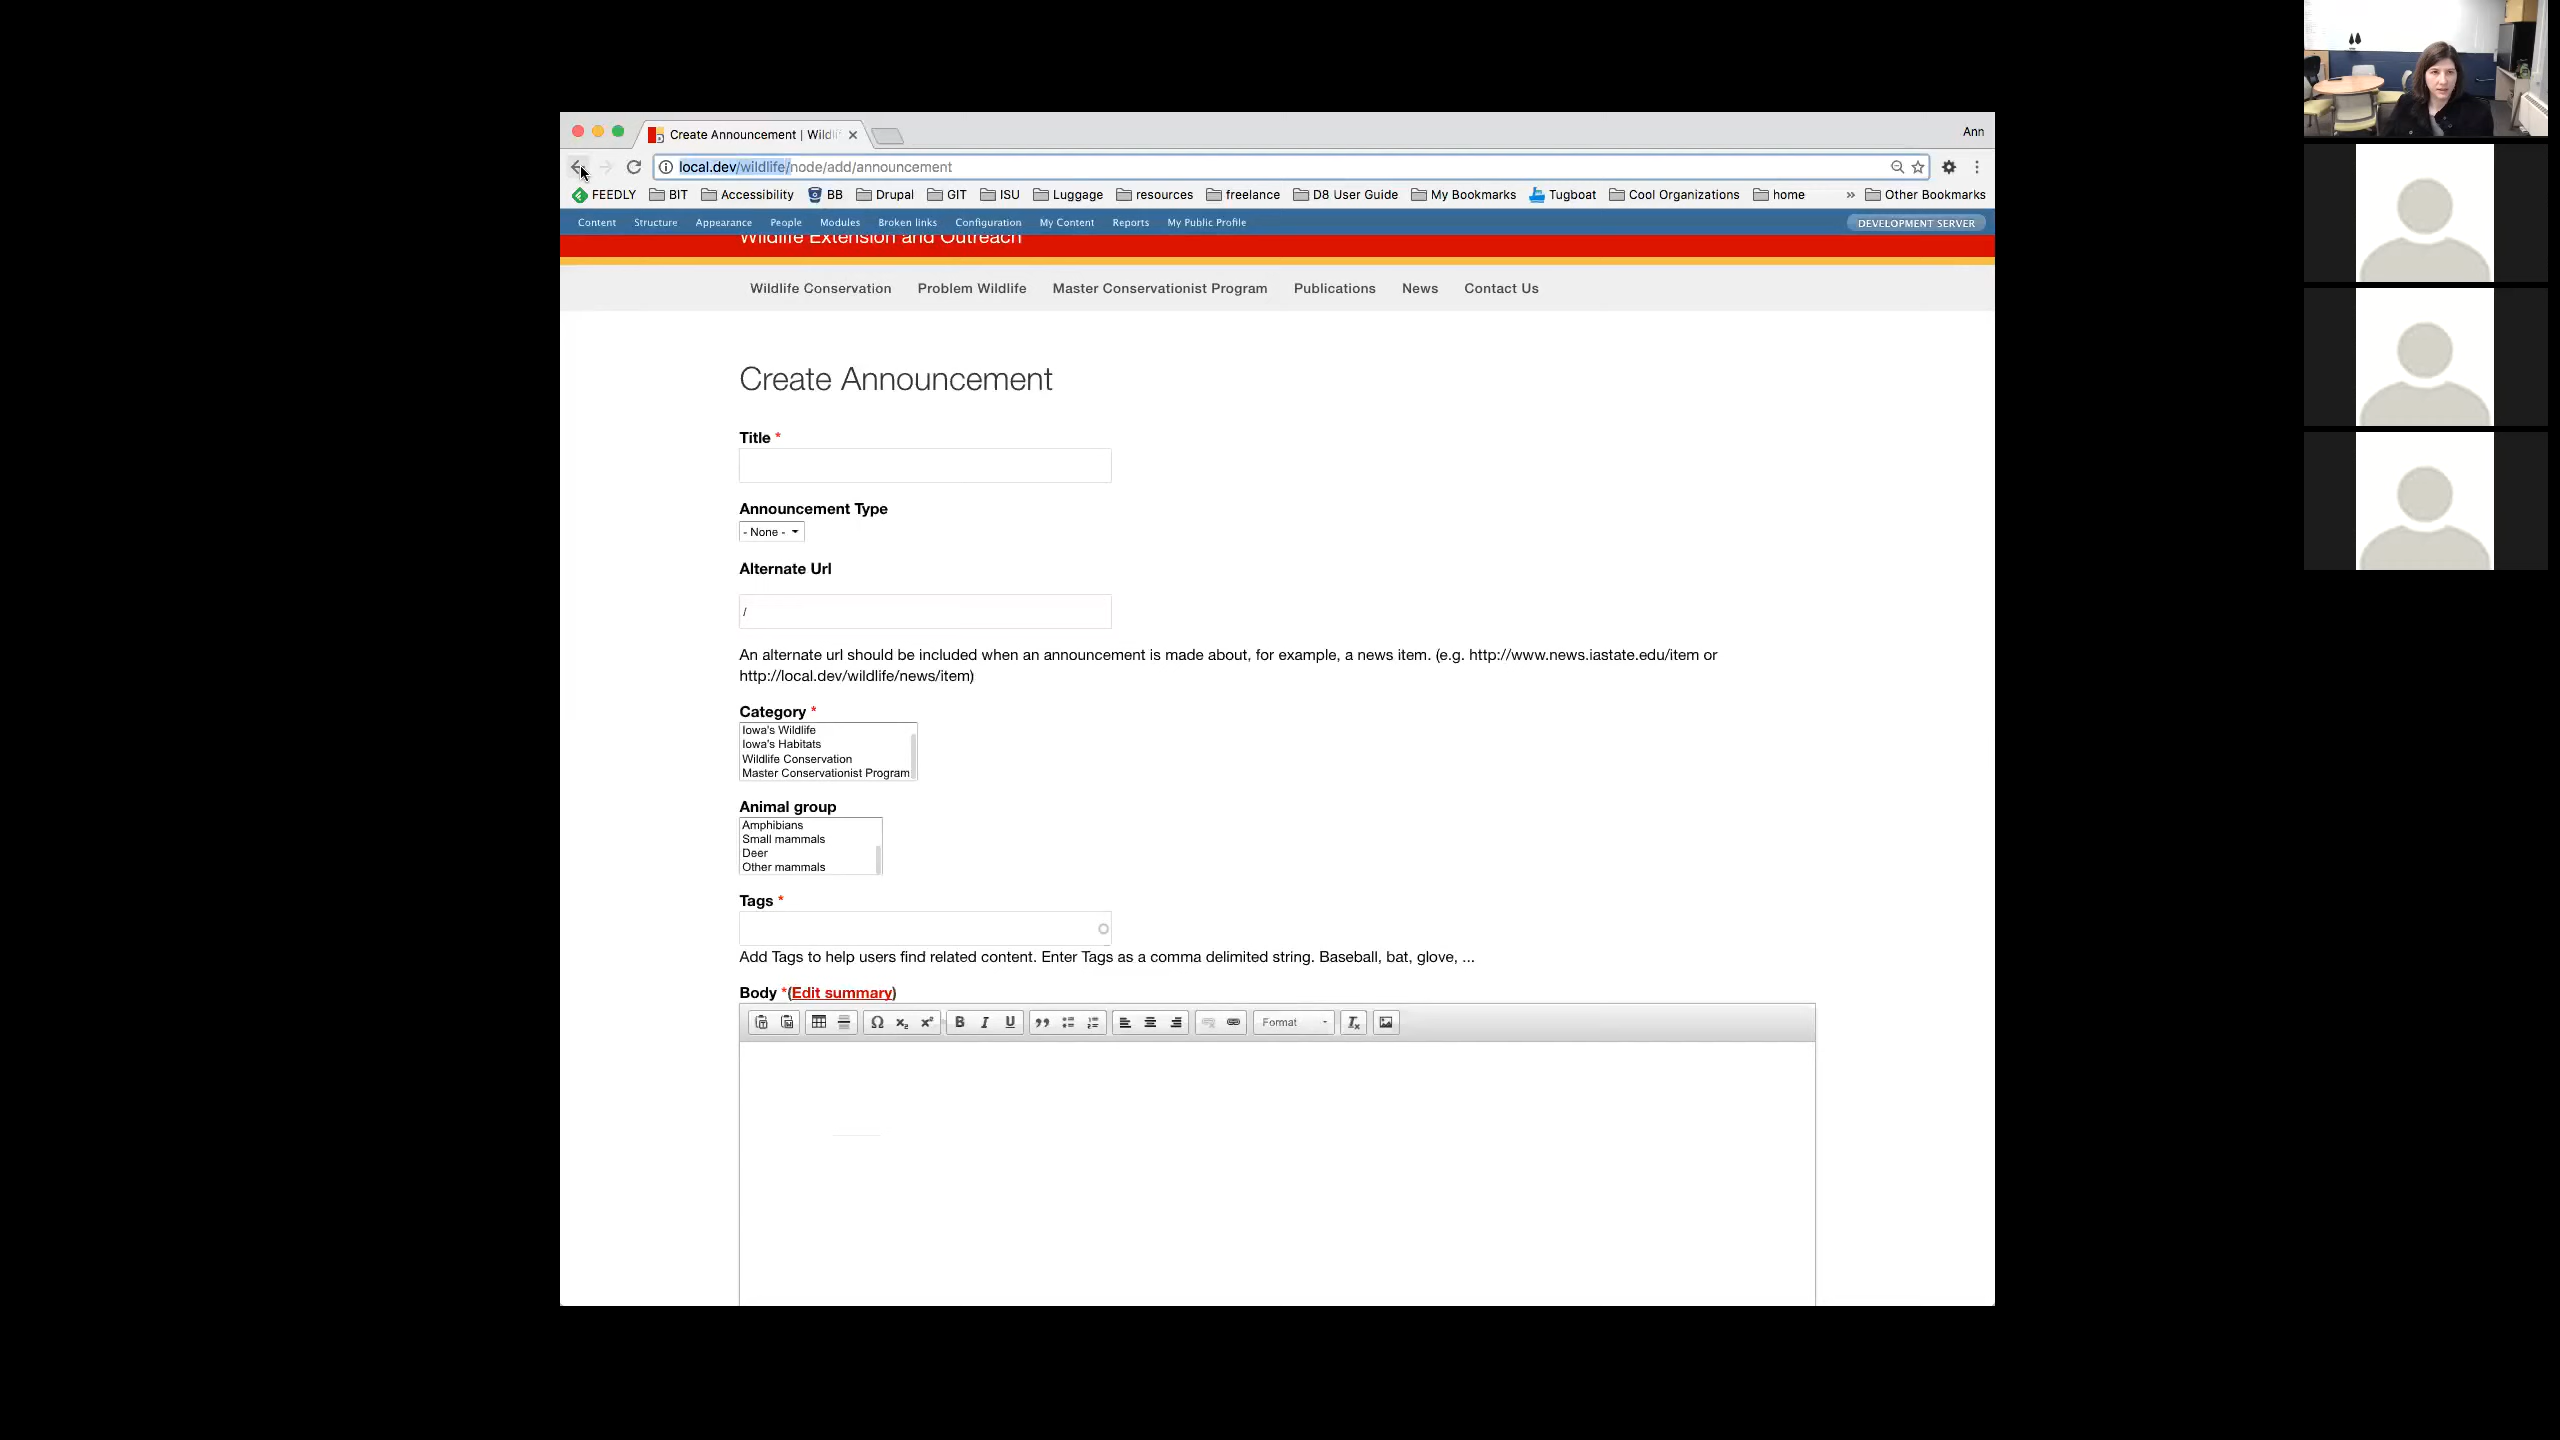 Create Announcement | Wildli
Ann
local.dev/wildlife/node/add/announcement
FEEDLY BIT Accessibility BB Drupal GIT ISU Luggage resources freelance D8 User Guide My Bookmarks Tugboat Cool Organizations home » Other Bookmarks
Content Structure Appearance People Modules Broken links Configuration My Content Reports My Public Profile DEVELOPMENT SERVER
Wildlife Extension and Outreach
Wildlife Conservation Problem Wildlife Master Conservationist Program Publications News Contact Us
Create Announcement
Title *
Announcement Type
- None -
Alternate Url
/
An alternate url should be included when an announcement is made about, for example, a news item. (e.g. http://www.news.iastate.edu/item or
http://local.dev/wildlife/news/item)
Category *
Iowa's Wildlife
Iowa's Habitats
Wildlife Conservation
Master Conservationist Program
Animal group
Amphibians
Small mammals
Deer
Other mammals
Tags *
Add Tags to help users find related content. Enter Tags as a comma delimited string. Baseball, bat, glove, ...
Body *(Edit summary)
Ω x₂ x² B I U Format Tx